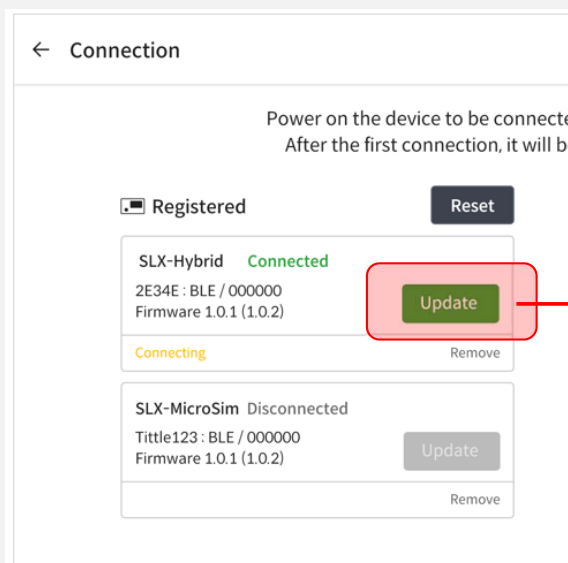 ← Connection
Power on the device to be connecte
After the first connection, it will b
Registered Reset
SLX-Hybrid Connected
2E34E : BLE / 000000
Firmware 1.0.1 (1.0.2)
Update
Connecting Remove
SLX-MicroSim Disconnected
Tittle123 : BLE / 000000
Firmware 1.0.1 (1.0.2)
Update
Remove